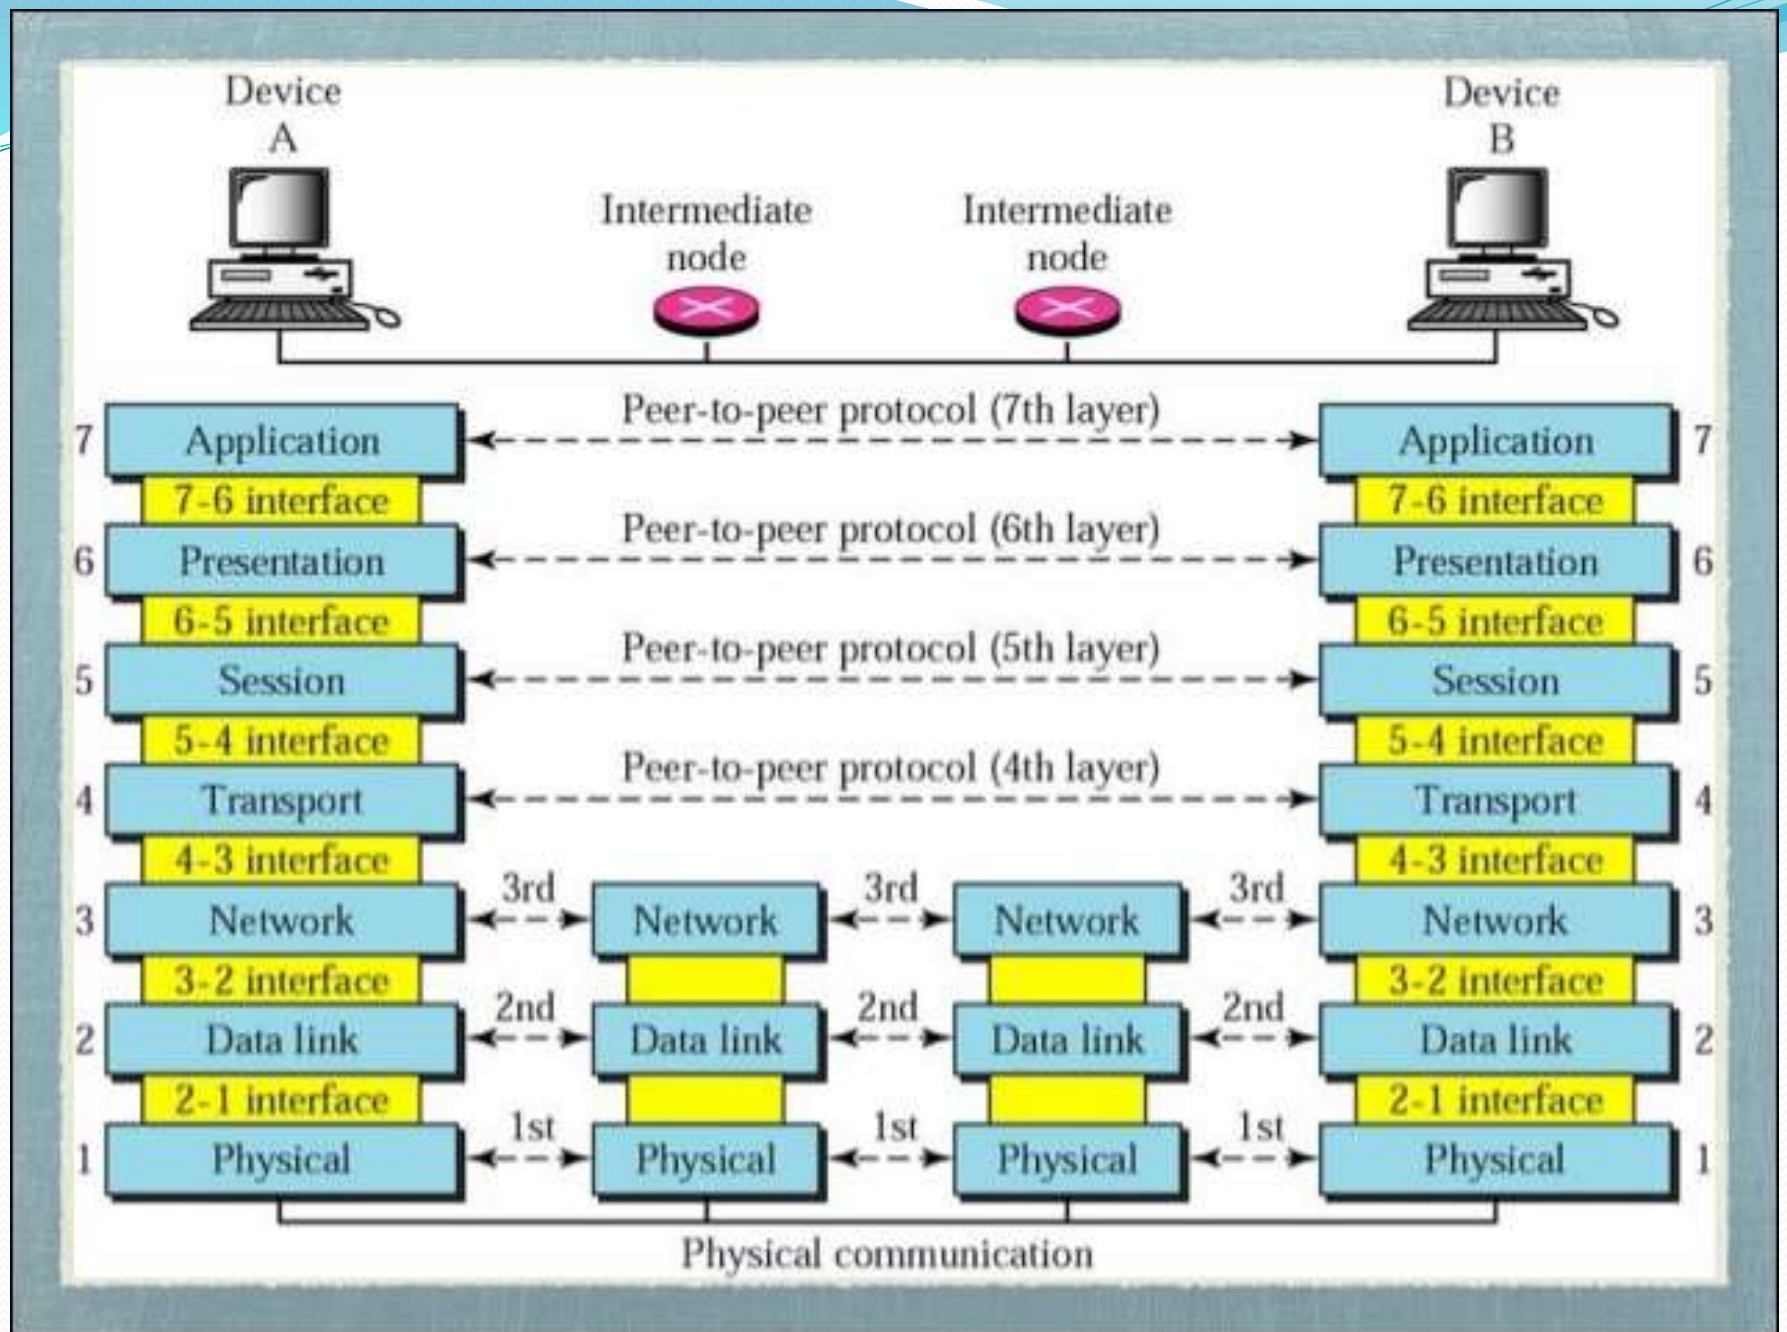 Device
A
Device
B
Intermediate
node
Intermediate
node
Peer-to-peer protocol (7th layer)
7 Application Application 7
7-6 interface 7-6 interface
Peer-to-peer protocol (6th layer)
6 Presentation Presentation 6
6-5 interface 6-5 interface
Peer-to-peer protocol (5th layer)
5 Session Session 5
5-4 interface 5-4 interface
Peer-to-peer protocol (4th layer)
4 Transport Transport 4
4-3 interface 4-3 interface
3rd 3rd 3rd
3 Network Network Network Network 3
3-2 interface 3-2 interface
2nd 2nd 2nd
2 Data link Data link Data link Data link 2
2-1 interface 2-1 interface
1st 1st 1st
1 Physical Physical Physical Physical 1
Physical communication